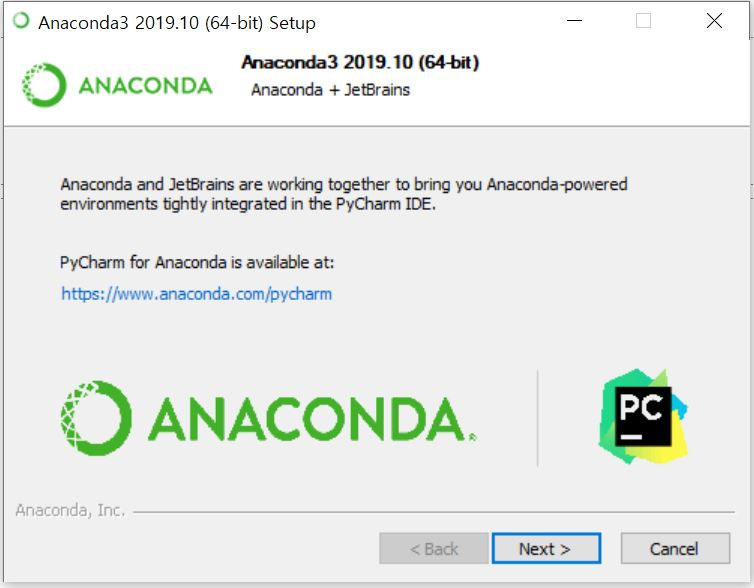 Anaconda3 2019.10 (64-bit) Setup
ANACONDA
Anaconda3 2019.10 (64-bit)
Anaconda + JetBrains
Anaconda and JetBrains are working together to bring you Anaconda-powered
environments tightly integrated in the PyCharm IDE.
PyCharm for Anaconda is available at:
https://www.anaconda.com/pycharm
ANACONDA.®
PC
Anaconda, Inc.
< Back
Next >
Cancel